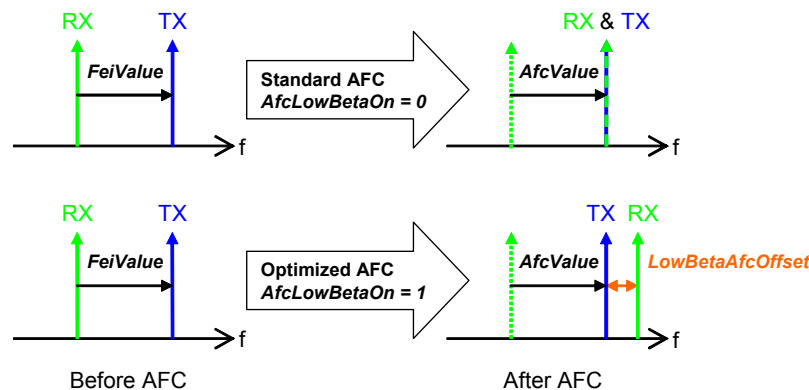 RX TX
FeiValue
f
Standard AFC
AfcLowBetaOn = 0
RX & TX
AfcValue
f
RX TX
FeiValue
f
Optimized AFC
AfcLowBetaOn = 1
TX RX
AfcValue
LowBetaAfcOffset
f
Before AFC
After AFC